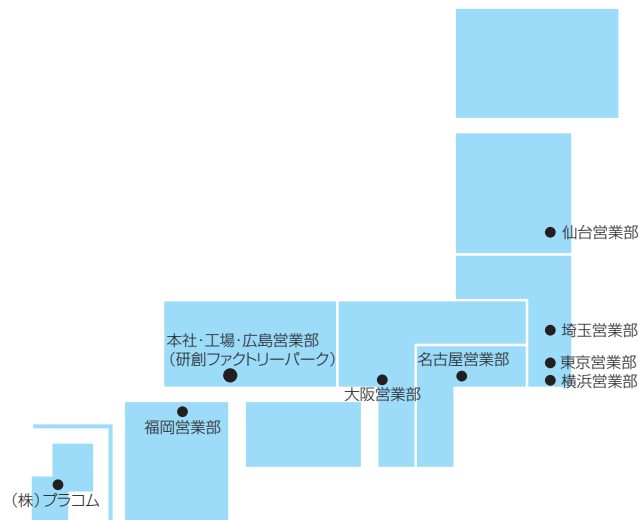 仙台営業部
埼玉営業部
本社・工場・広島営業部
（研創ファクトリーパーク）
名古屋営業部
東京営業部
横浜営業部
大阪営業部
福岡営業部
（株）プラコム